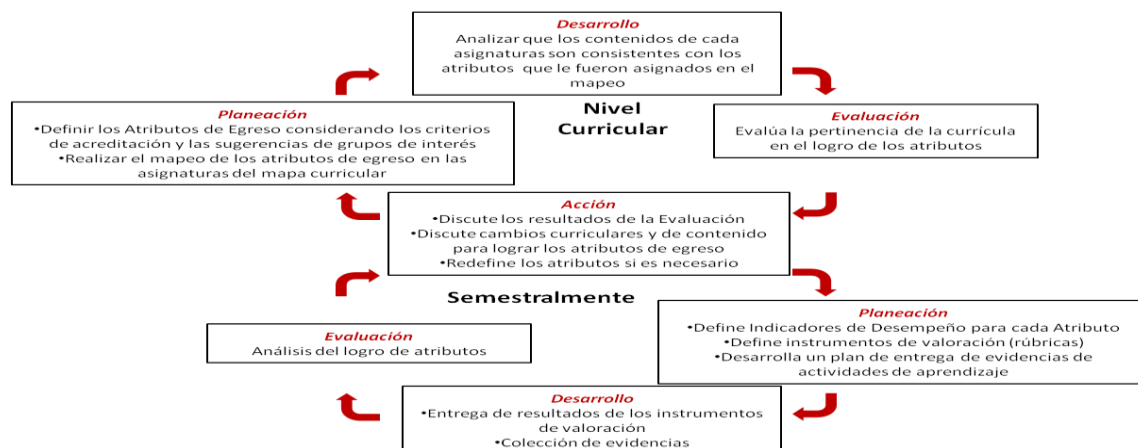 Desarrollo
Analizar que los contenidos de cada
asignaturas son consistentes con los
atributos que le fueron asignados en el
mapeo
Nivel
Curricular
Planeación
•Definir los Atributos de Egreso considerando los criterios
de acreditación y las sugerencias de grupos de interés
•Realizar el mapeo de los atributos de egreso en las
asignaturas del mapa curricular
Evaluación
Evalúa la pertinencia de la currícula
en el logro de los atributos
Acción
•Discute los resultados de la Evaluación
•Discute cambios curriculares y de contenido
para lograr los atributos de egreso
•Redefine los atributos si es necesario
Semestralmente
Planeación
•Define Indicadores de Desempeño para cada Atributo
•Define instrumentos de valoración (rúbricas)
•Desarrolla un plan de entrega de evidencias de
actividades de aprendizaje
Evaluación
Análisis del logro de atributos
Desarrollo
•Entrega de resultados de los instrumentos
de valoración
•Colección de evidencias